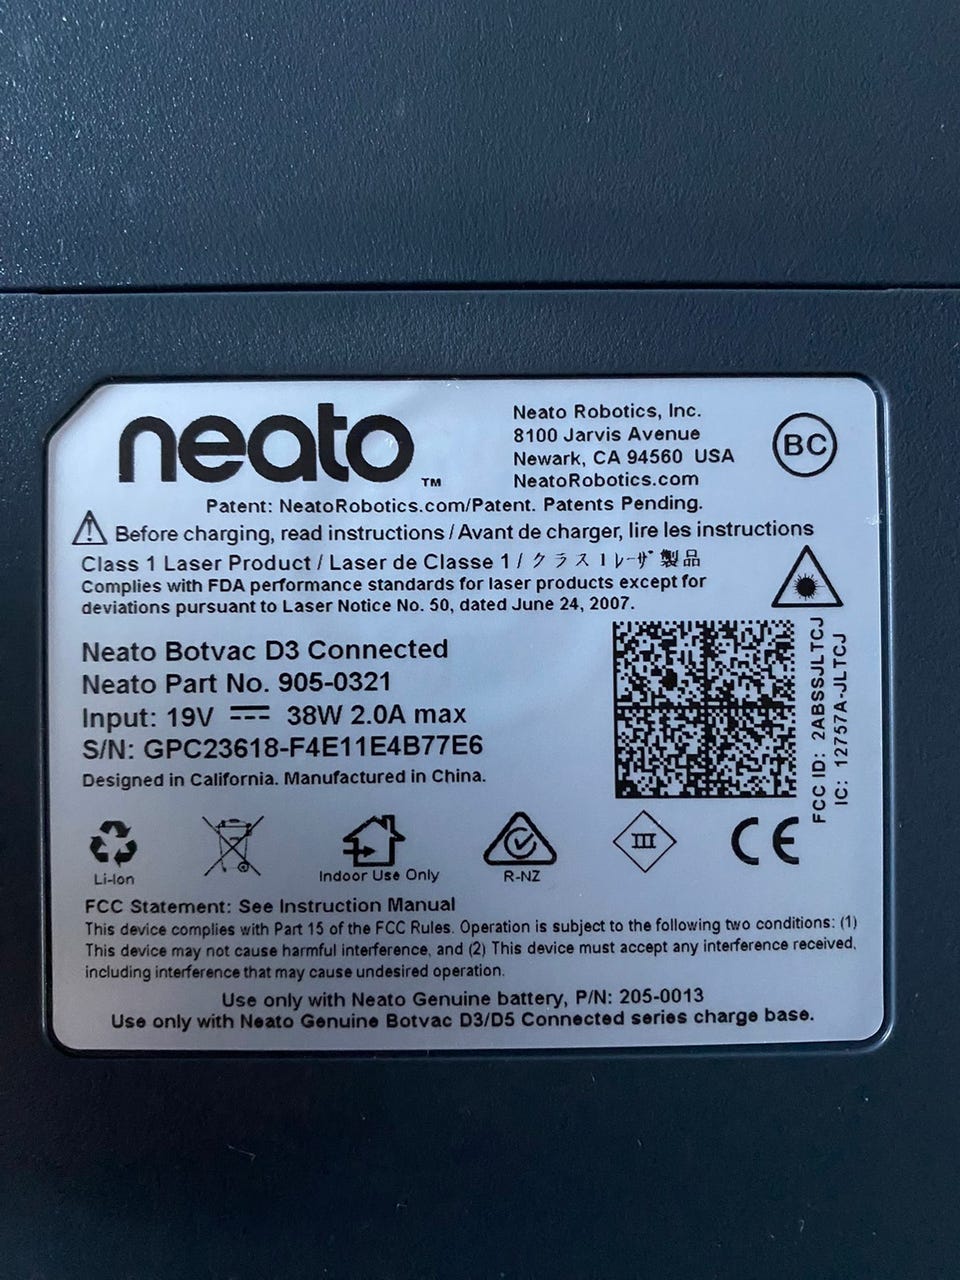 neato™
Neato Robotics, Inc.
8100 Jarvis Avenue
Newark, CA 94560 USA
NeatoRobotics.com
BC
Patent: NeatoRobotics.com/Patent. Patents Pending.
Before charging, read instructions / Avant de charger, lire les instructions
Class 1 Laser Product / Laser de Classe 1 / クラス 1 レーザ 製品
Complies with FDA performance standards for laser products except for
deviations pursuant to Laser Notice No. 50, dated June 24, 2007.
Neato Botvac D3 Connected
Neato Part No. 905-0321
Input: 19V ⎓ 38W 2.0A max
S/N: GPC23618-F4E11E4B77E6
Designed in California. Manufactured in China.
FCC ID: 2ABSSJLTCJ
IC: 12757A-JLTCJ
Li-Ion
Indoor Use Only
R-NZ
III
CE
FCC Statement: See Instruction Manual
This device complies with Part 15 of the FCC Rules. Operation is subject to the following two conditions: (1)
This device may not cause harmful interference, and (2) This device must accept any interference received,
including interference that may cause undesired operation.
Use only with Neato Genuine battery, P/N: 205-0013
Use only with Neato Genuine Botvac D3/D5 Connected series charge base.